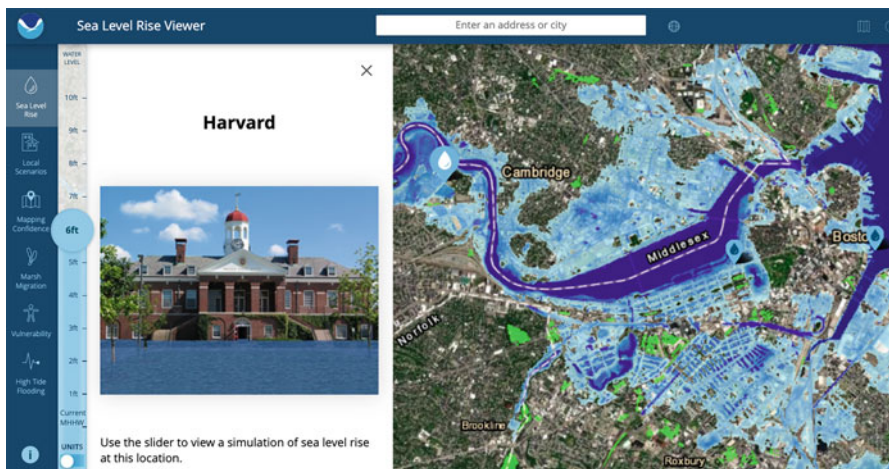 Sea Level Rise Viewer
Enter an address or city
Sea Level
Rise
Local
Scenarios
Mapping
Confidence
Marsh
Migration
Vulnerability
High Tide
Flooding
WATER
LEVEL
10ft
9ft
8ft
7ft
6ft
5ft
4ft
3ft
2ft
1ft
Current
MHHW
UNITS
Harvard
Use the slider to view a simulation of sea level rise
at this location.
Cambridge
Middlesex
Bosto
Norfolk
Brookline
Roxbury